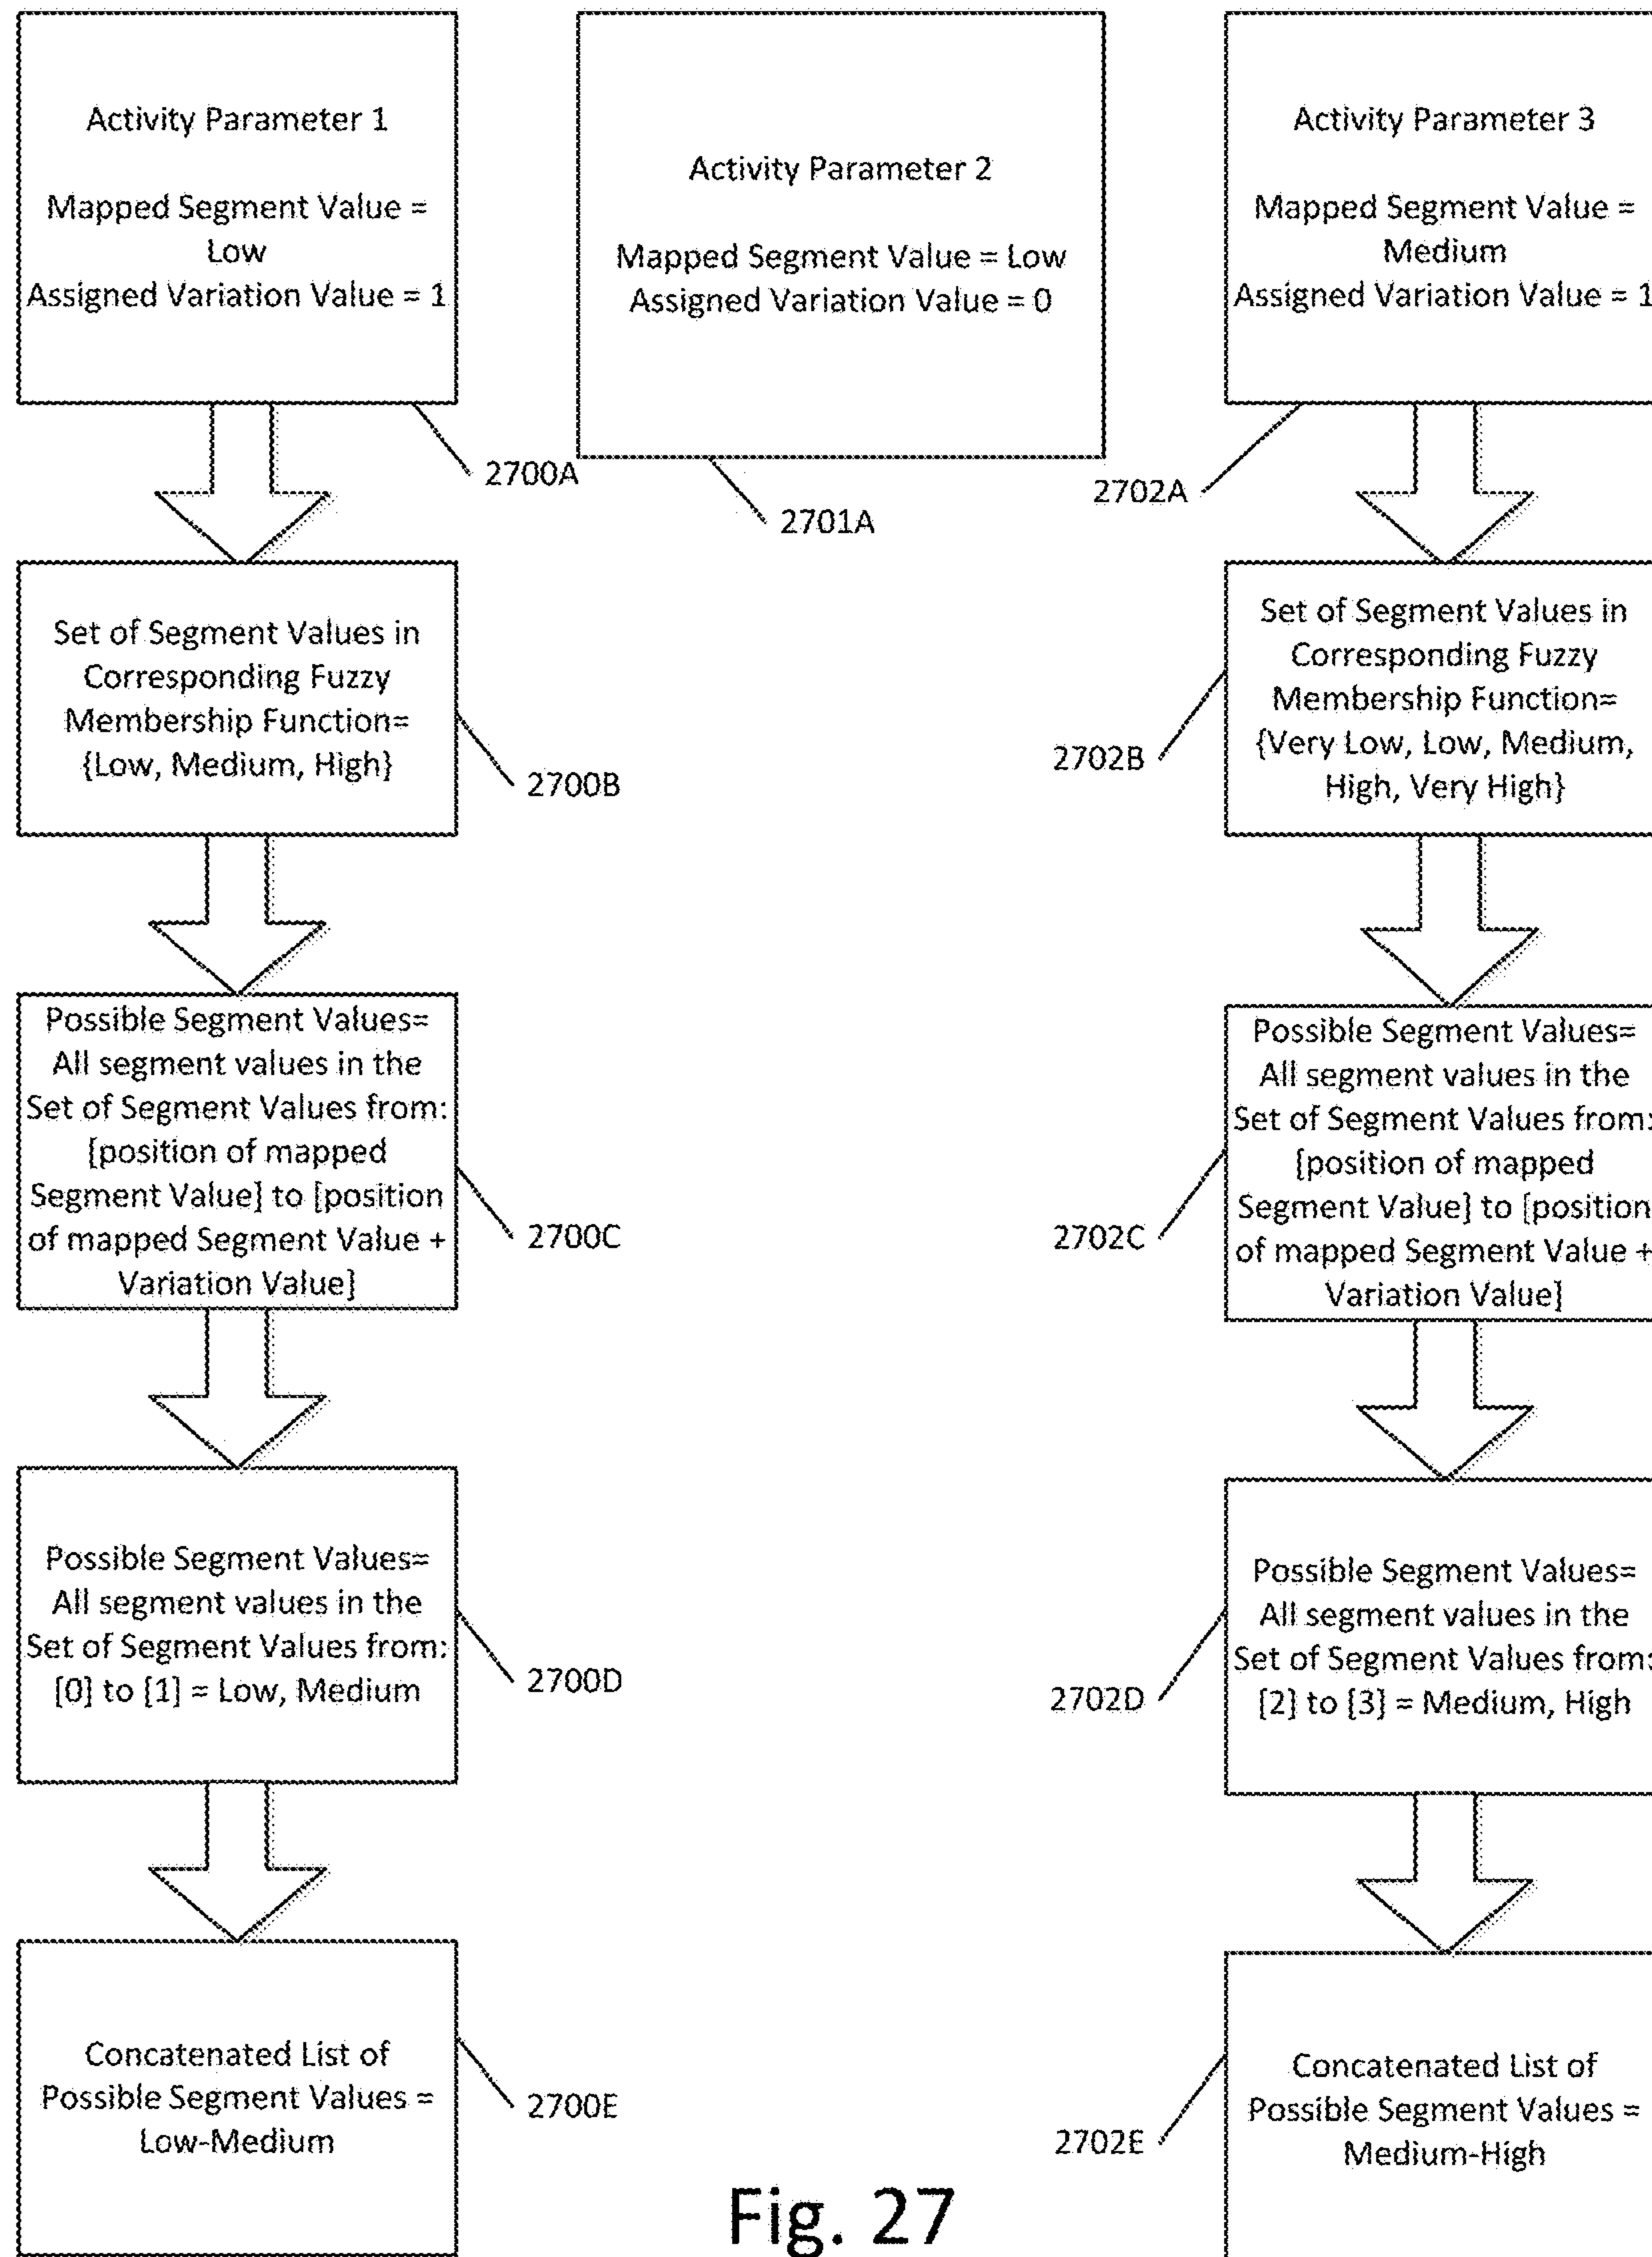 Activity Parameter 1
Mapped Segment Value =
Low
Assigned Variation Value = 1
2700A
Activity Parameter 2
Mapped Segment Value = Low
Assigned Variation Value = 0
2701A
Activity Parameter 3
Mapped Segment Value =
Medium
Assigned Variation Value = 1
2702A
Set of Segment Values in
Corresponding Fuzzy
Membership Function=
{Low, Medium, High}
2700B
Set of Segment Values in
Corresponding Fuzzy
Membership Function=
{Very Low, Low, Medium,
High, Very High}
2702B
Possible Segment Values=
All segment values in the
Set of Segment Values from:
[position of mapped
Segment Value] to [position
of mapped Segment Value +
Variation Value]
2700C
Possible Segment Values=
All segment values in the
Set of Segment Values from:
[position of mapped
Segment Value] to [position
of mapped Segment Value +
Variation Value]
2702C
Possible Segment Values=
All segment values in the
Set of Segment Values from:
[0] to [1] = Low, Medium
2700D
Possible Segment Values=
All segment values in the
Set of Segment Values from:
[2] to [3] = Medium, High
2702D
Concatenated List of
Possible Segment Values =
Low-Medium
2700E
Concatenated List of
Possible Segment Values =
Medium-High
2702E
Fig. 27